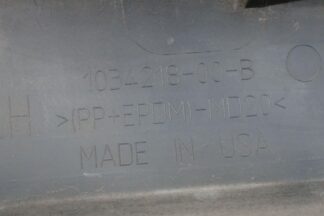 1034218-00-B
H >(PP+EPDM)-MD20<
MADE IN USA